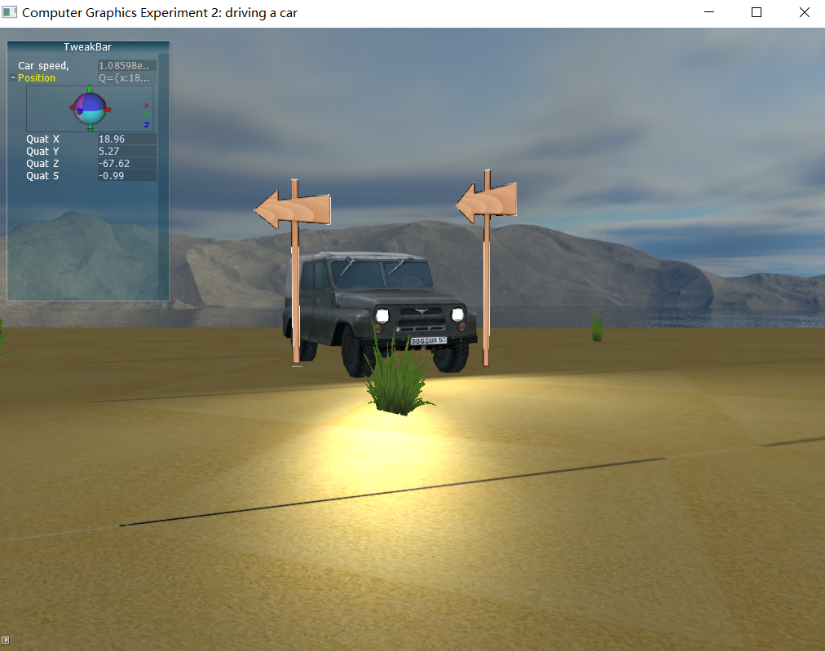 Computer Graphics Experiment 2: driving a car
TweakBar
Car speed, 1.08598e..
Position Q={x:18...
x
z
Quat X 18.96
Quat Y 5.27
Quat Z -67.62
Quat S -0.99